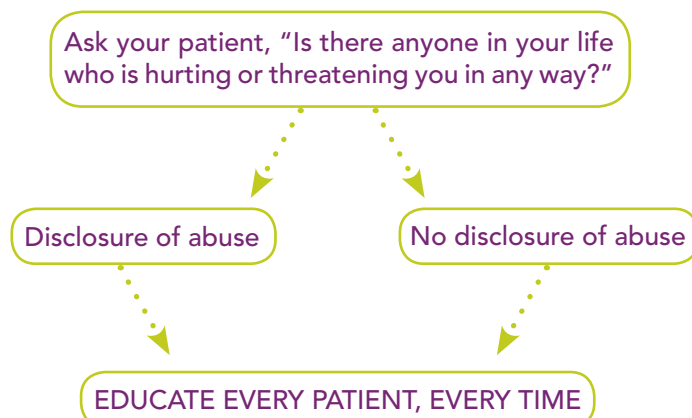 Ask your patient, “Is there anyone in your life
who is hurting or threatening you in any way?”
Disclosure of abuse
No disclosure of abuse
EDUCATE EVERY PATIENT, EVERY TIME